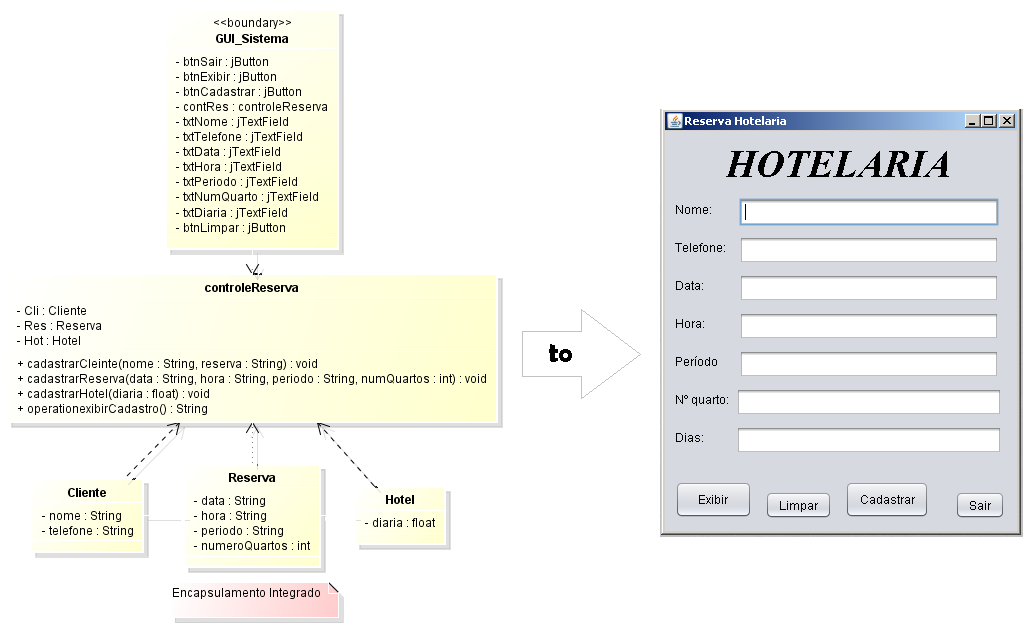 <<boundary>>
GUI_Sistema
- btnSair : jButton
- btnExibir : jButton
- btnCadastrar : jButton
- contRes : controleReserva
- txtNome : jTextField
- txtTelefone : jTextField
- txtData : jTextField
- txtHora : jTextField
- txtPeriodo : jTextField
- txtNumQuarto : jTextField
- txtDiaria : jTextField
- btnLimpar : jButton
controleReserva
- Cli : Cliente
- Res : Reserva
- Hot : Hotel
+ cadastrarCleinte(nome : String, reserva : String) : void
+ cadastrarReserva(data : String, hora : String, periodo : String, numQuartos : int) : void
+ cadastrarHotel(diaria : float) : void
+ operationexibirCadastro() : String
Cliente
- nome : String
- telefone : String
Reserva
- data : String
- hora : String
- periodo : String
- numeroQuartos : int
Hotel
- diaria : float
Encapsulamento Integrado
to
Reserva Hotelaria
HOTELARIA
Nome:
Telefone:
Data:
Hora:
Período
Nº quarto:
Dias:
Exibir
Limpar
Cadastrar
Sair